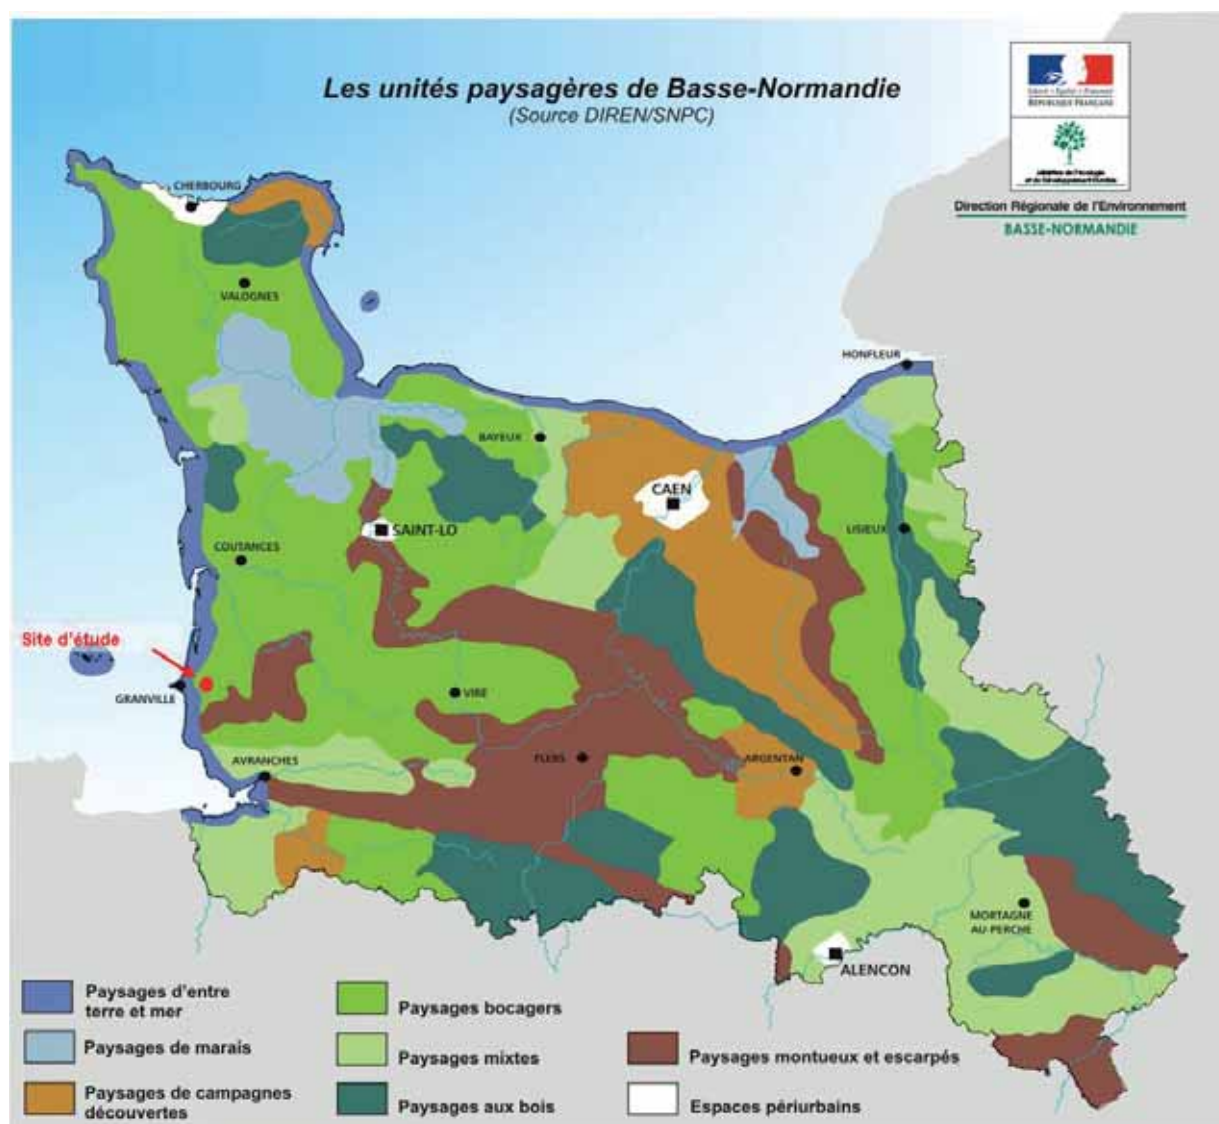 Les unités paysagères de Basse-Normandie
(Source DIREN/SNPC)
RÉPUBLIQUE FRANÇAISE
Direction Régionale de l'Environnement
BASSE-NORMANDIE
CHERBOURG
VALOGNES
HONFLEUR
BAYEUX
CAEN
SAINT-LO
LISIEUX
COUTANCES
Site d'étude
GRANVILLE
VIRE
AVRANCHES
FLERS
ARGENTAN
MORTAGNE
AU-PERCHE
ALENCON
Paysages d'entre
terre et mer
Paysages de marais
Paysages de campagnes
découvertes
Paysages bocagers
Paysages mixtes
Paysages aux bois
Paysages montueux et escarpés
Espaces périurbains